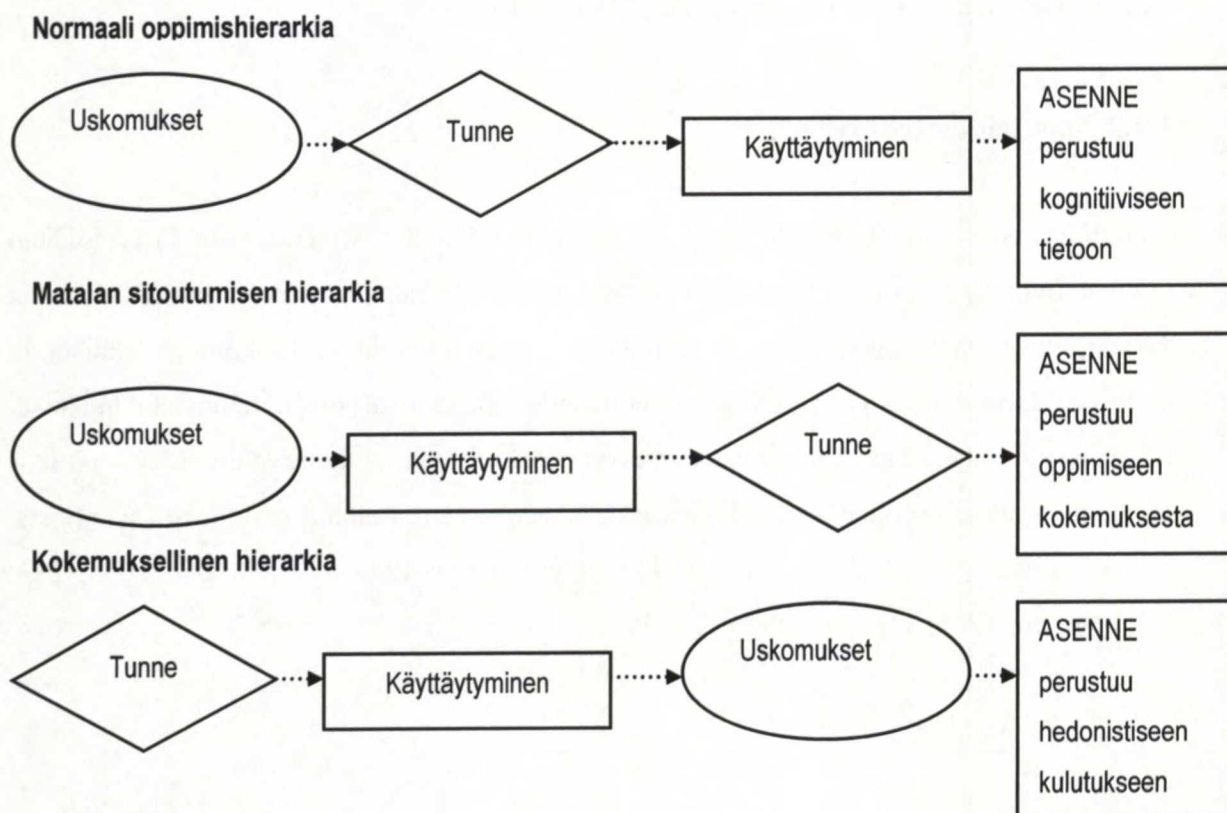 Normaali oppimishierarkia
Uskomukset
Tunne
Käyttäytyminen
ASENNE
perustuu
kognitiiviseen
tietoon
Matalan sitoutumisen hierarkia
Uskomukset
Käyttäytyminen
Tunne
ASENNE
perustuu
oppimiseen
kokemuksesta
Kokemuksellinen hierarkia
Tunne
Käyttäytyminen
Uskomukset
ASENNE
perustuu
hedonistiseen
kulutukseen